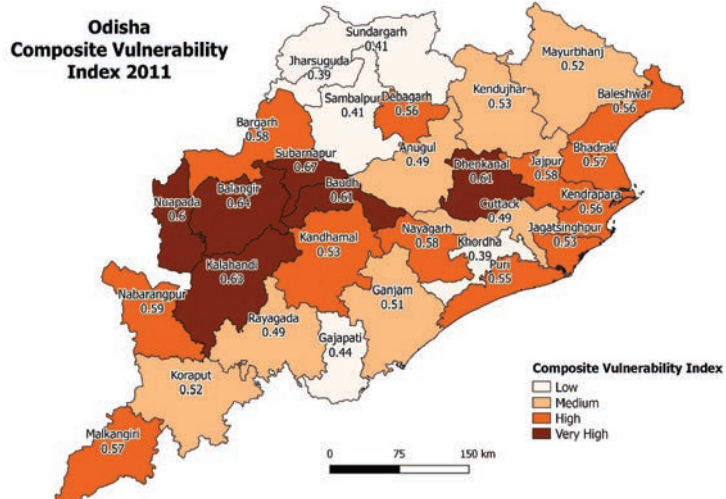 Odisha
Composite Vulnerability
Index 2011
Sundargarh
0.41
Jharsuguda
0.39
Mayurbhanj
0.52
Kendujhar
0.53
Sambalpur
0.41
Debagarh
0.56
Baleshwar
0.56
Bargarh
0.58
Anugul
0.49
Bhadrak
0.57
Subarnapur
0.67
Dhenkanal
0.61
Jajpur
0.58
Balangir
0.64
Baudh
0.61
Nuapada
0.6
Kendrapara
0.56
Cuttack
0.49
Nayagarh
0.58
Jagatsinghpur
0.53
Kandhamal
0.53
Khordha
0.39
Puri
0.55
Kalahandi
0.63
Nabarangpur
0.59
Ganjam
0.51
Rayagada
0.49
Gajapati
0.44
Koraput
0.52
Malkangiri
0.57
Composite Vulnerability Index
Low
Medium
High
Very High
0 75 150 km